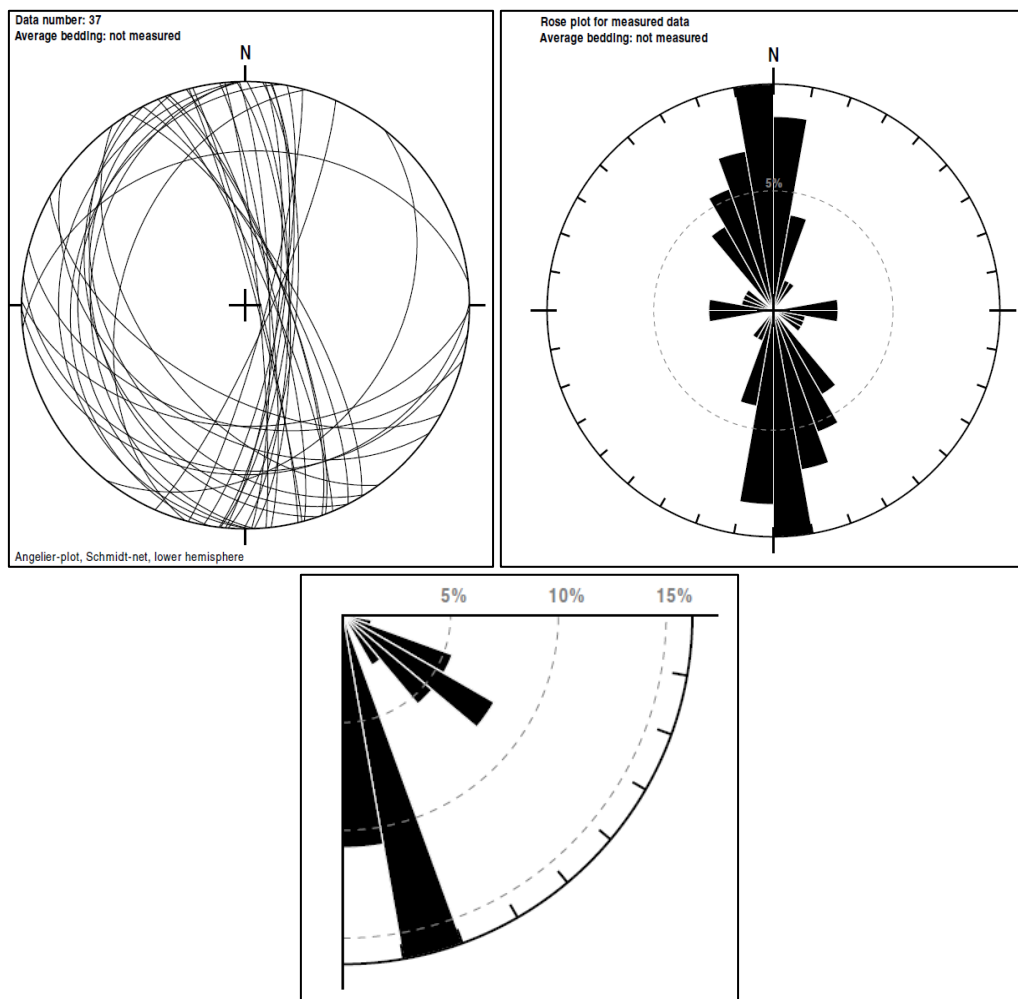 Data number: 37
Average bedding: not measured
N
Angelier-plot, Schmidt-net, lower hemisphere
Rose plot for measured data
Average bedding: not measured
N
5%
5% 10% 15%